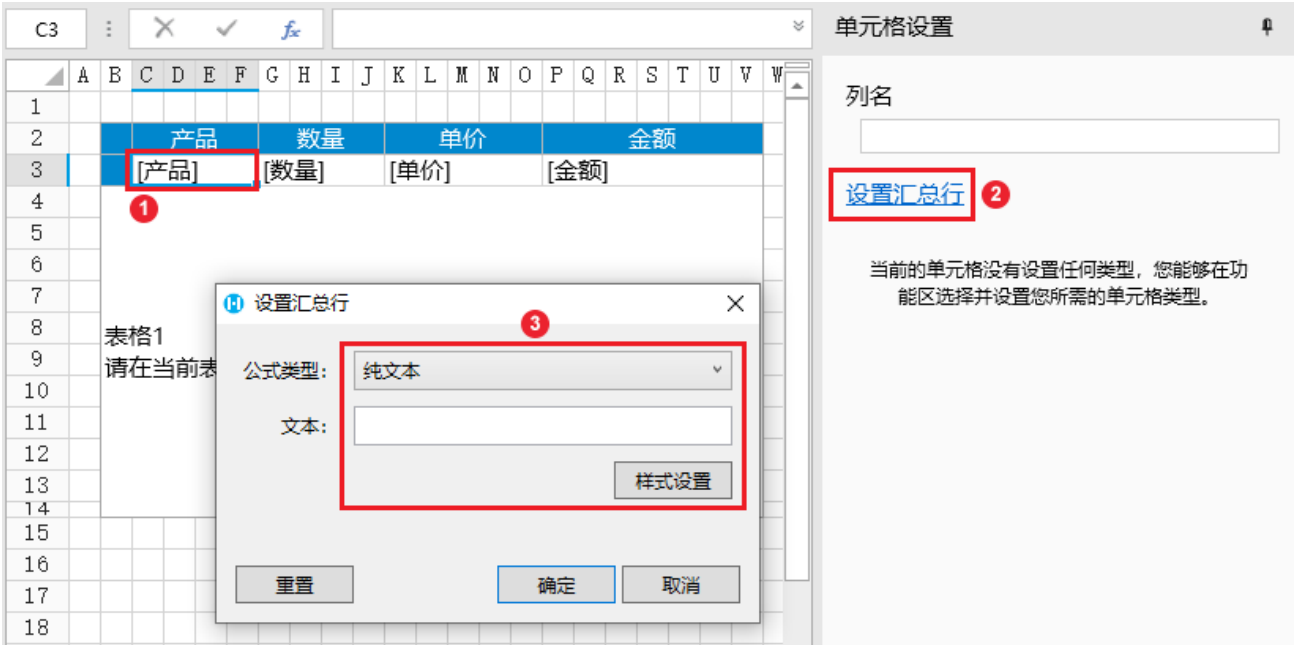 C3 fx
单元格设置
A B C D E F G H I J K L M N O P Q R S T U V W
列名
1
2 产品 数量 单价 金额
3 [产品] [数量] [单价] [金额]
设置汇总行 2
4 1
5
6
当前的单元格没有设置任何类型，您能够在功
能区选择并设置您所需的单元格类型。
7
设置汇总行
8 表格1
3
9 请在当前表
公式类型: 纯文本
10
11
文本:
12
13
样式设置
14
15
16
重置 确定 取消
17
18